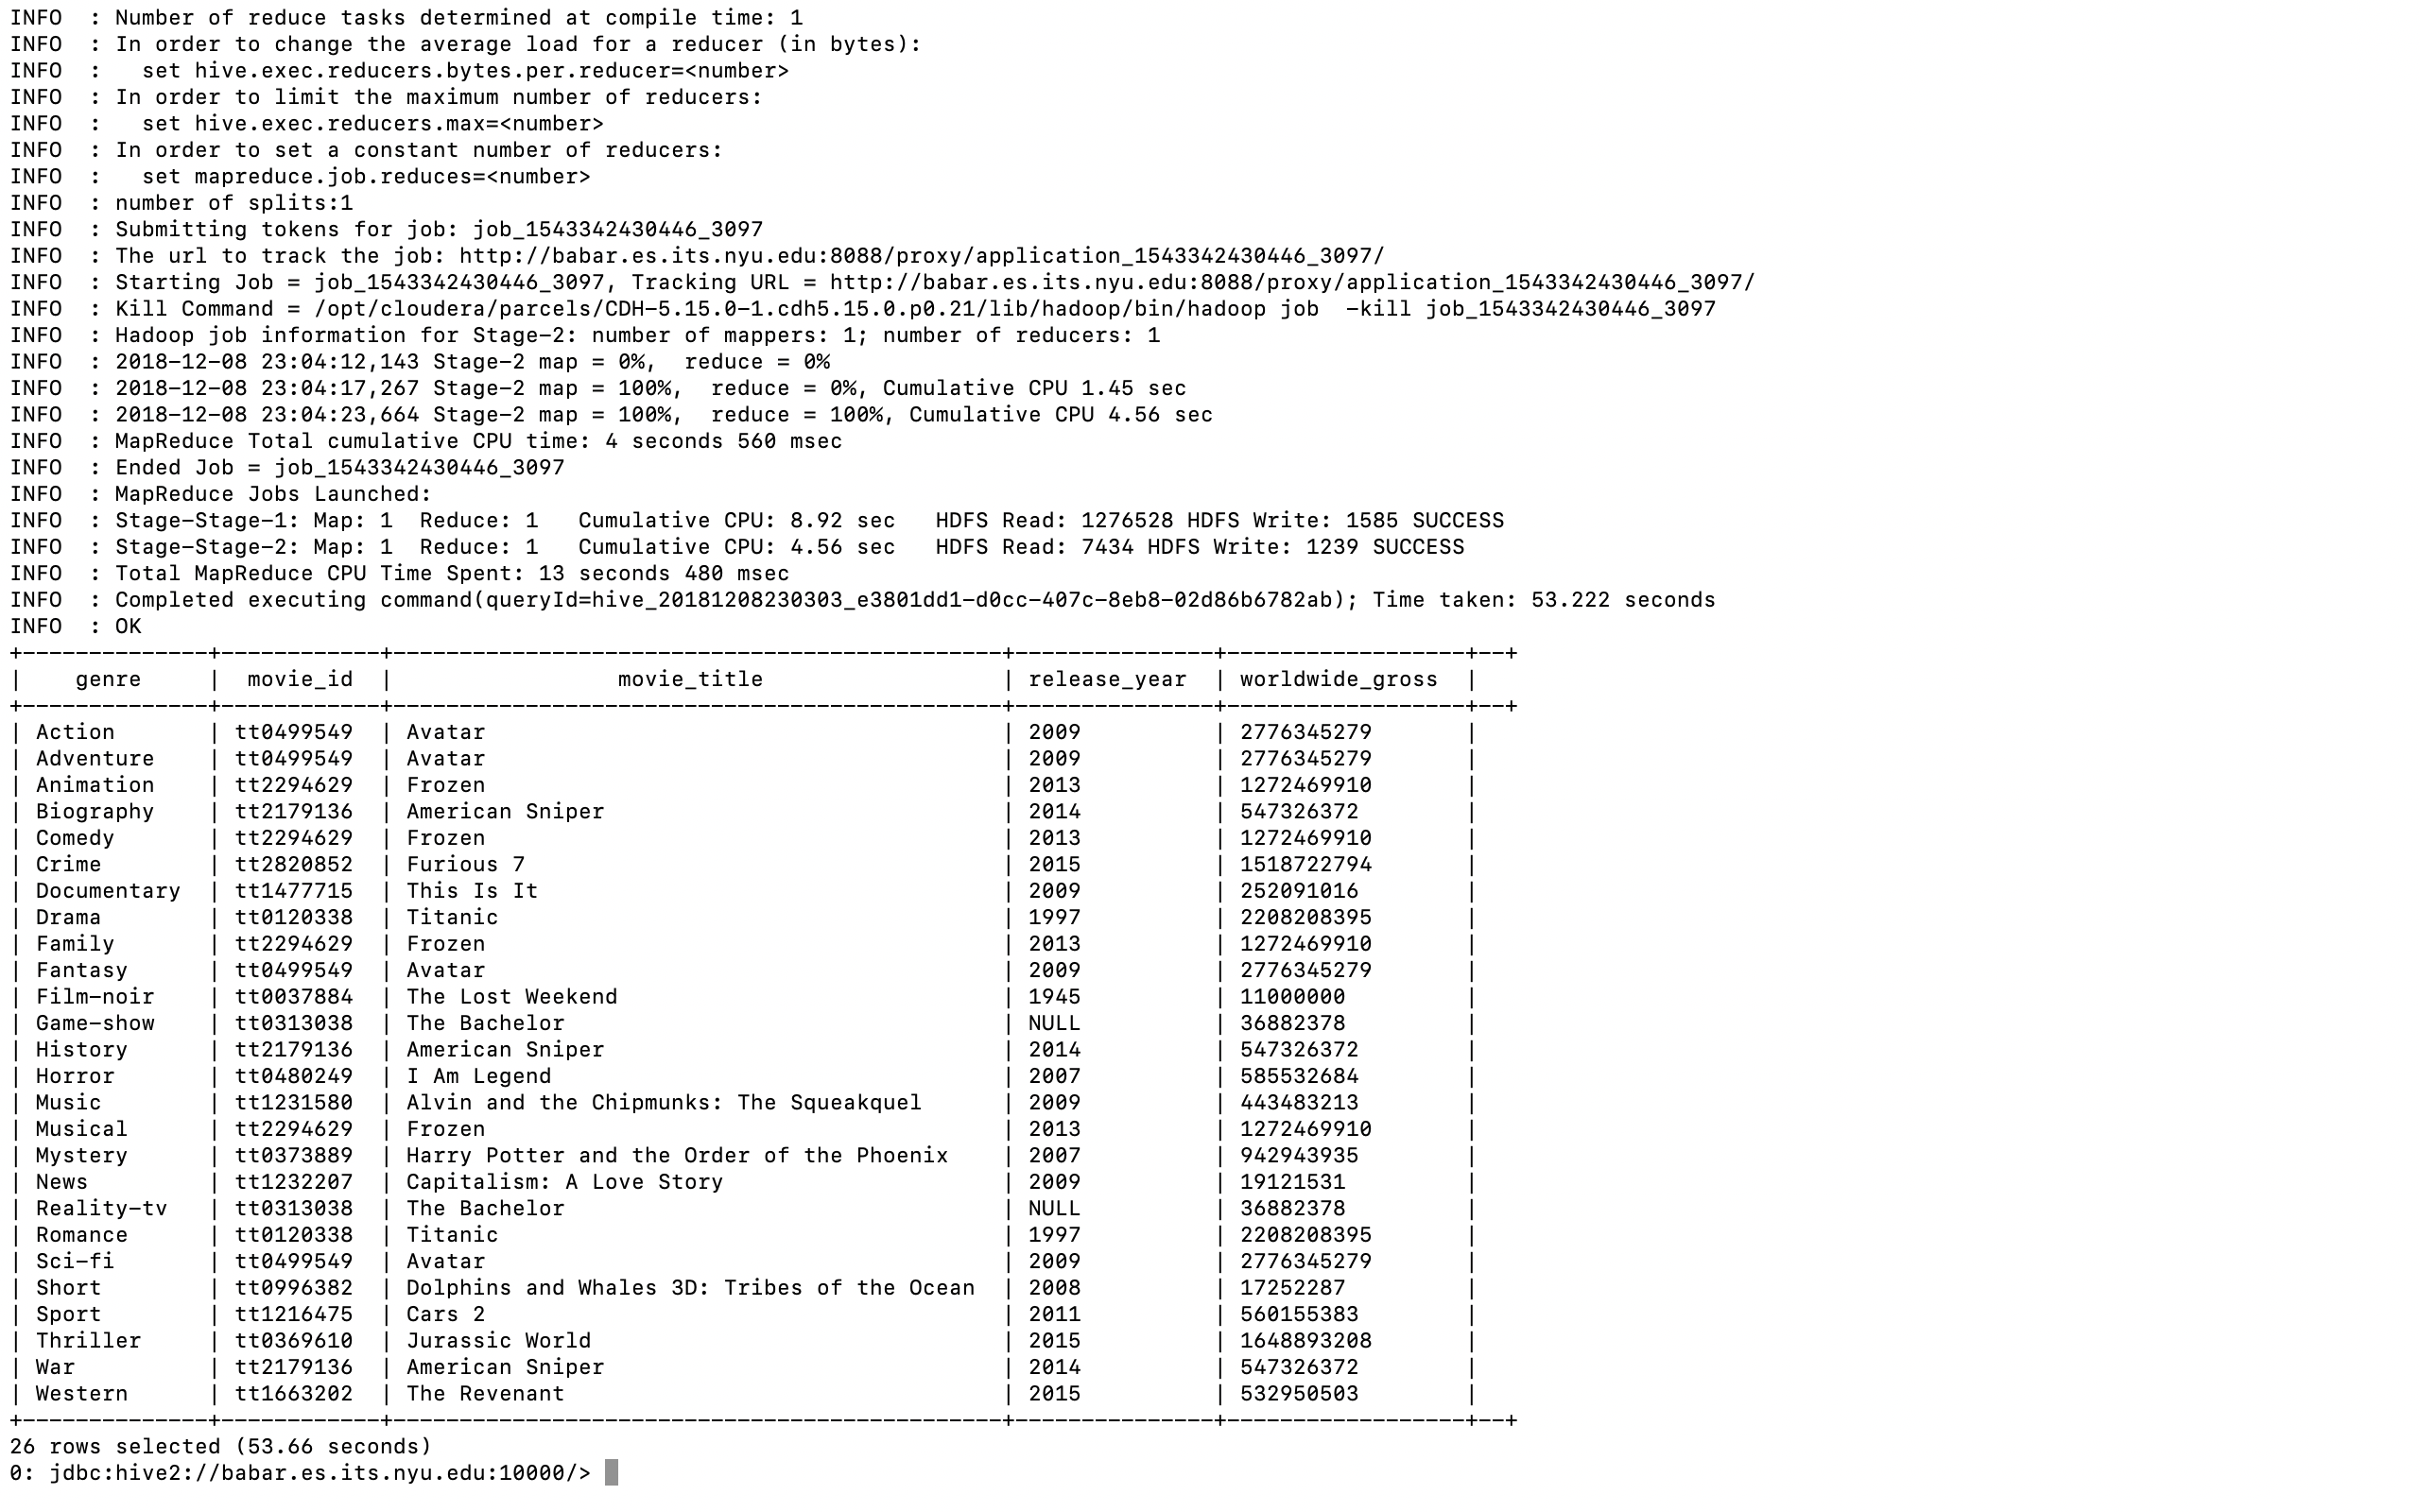 INFO  : Number of reduce tasks determined at compile time: 1
INFO  : In order to change the average load for a reducer (in bytes):
INFO  :   set hive.exec.reducers.bytes.per.reducer=<number>
INFO  : In order to limit the maximum number of reducers:
INFO  :   set hive.exec.reducers.max=<number>
INFO  : In order to set a constant number of reducers:
INFO  :   set mapreduce.job.reduces=<number>
INFO  : number of splits:1
INFO  : Submitting tokens for job: job_1543342430446_3097
INFO  : The url to track the job: http://babar.es.its.nyu.edu:8088/proxy/application_1543342430446_3097/
INFO  : Starting Job = job_1543342430446_3097, Tracking URL = http://babar.es.its.nyu.edu:8088/proxy/application_1543342430446_3097/
INFO  : Kill Command = /opt/cloudera/parcels/CDH-5.15.0-1.cdh5.15.0.p0.21/lib/hadoop/bin/hadoop job  -kill job_1543342430446_3097
INFO  : Hadoop job information for Stage-2: number of mappers: 1; number of reducers: 1
INFO  : 2018-12-08 23:04:12,143 Stage-2 map = 0%,  reduce = 0%
INFO  : 2018-12-08 23:04:17,267 Stage-2 map = 100%,  reduce = 0%, Cumulative CPU 1.45 sec
INFO  : 2018-12-08 23:04:23,664 Stage-2 map = 100%,  reduce = 100%, Cumulative CPU 4.56 sec
INFO  : MapReduce Total cumulative CPU time: 4 seconds 560 msec
INFO  : Ended Job = job_1543342430446_3097
INFO  : MapReduce Jobs Launched:
INFO  : Stage-Stage-1: Map: 1  Reduce: 1   Cumulative CPU: 8.92 sec   HDFS Read: 1276528 HDFS Write: 1585 SUCCESS
INFO  : Stage-Stage-2: Map: 1  Reduce: 1   Cumulative CPU: 4.56 sec   HDFS Read: 7434 HDFS Write: 1239 SUCCESS
INFO  : Total MapReduce CPU Time Spent: 13 seconds 480 msec
INFO  : Completed executing command(queryId=hive_20181208230303_e3801dd1-d0cc-407c-8eb8-02d86b6782ab); Time taken: 53.222 seconds
INFO  : OK
+--------------+------------+----------------------------------------------+---------------+------------------+--+
|    genre     |  movie_id  |                 movie_title                  | release_year  | worldwide_gross  |
+--------------+------------+----------------------------------------------+---------------+------------------+--+
| Action       | tt0499549  | Avatar                                       | 2009          | 2776345279       |
| Adventure    | tt0499549  | Avatar                                       | 2009          | 2776345279       |
| Animation    | tt2294629  | Frozen                                       | 2013          | 1272469910       |
| Biography    | tt2179136  | American Sniper                              | 2014          | 547326372        |
| Comedy       | tt2294629  | Frozen                                       | 2013          | 1272469910       |
| Crime        | tt2820852  | Furious 7                                    | 2015          | 1518722794       |
| Documentary  | tt1477715  | This Is It                                   | 2009          | 252091016        |
| Drama        | tt0120338  | Titanic                                      | 1997          | 2208208395       |
| Family       | tt2294629  | Frozen                                       | 2013          | 1272469910       |
| Fantasy      | tt0499549  | Avatar                                       | 2009          | 2776345279       |
| Film-noir    | tt0037884  | The Lost Weekend                             | 1945          | 11000000         |
| Game-show    | tt0313038  | The Bachelor                                 | NULL          | 36882378         |
| History      | tt2179136  | American Sniper                              | 2014          | 547326372        |
| Horror       | tt0480249  | I Am Legend                                  | 2007          | 585532684        |
| Music        | tt1231580  | Alvin and the Chipmunks: The Squeakquel      | 2009          | 443483213        |
| Musical      | tt2294629  | Frozen                                       | 2013          | 1272469910       |
| Mystery      | tt0373889  | Harry Potter and the Order of the Phoenix    | 2007          | 942943935        |
| News         | tt1232207  | Capitalism: A Love Story                     | 2009          | 19121531         |
| Reality-tv   | tt0313038  | The Bachelor                                 | NULL          | 36882378         |
| Romance      | tt0120338  | Titanic                                      | 1997          | 2208208395       |
| Sci-fi       | tt0499549  | Avatar                                       | 2009          | 2776345279       |
| Short        | tt0996382  | Dolphins and Whales 3D: Tribes of the Ocean  | 2008          | 17252287         |
| Sport        | tt1216475  | Cars 2                                       | 2011          | 560155383        |
| Thriller     | tt0369610  | Jurassic World                               | 2015          | 1648893208       |
| War          | tt2179136  | American Sniper                              | 2014          | 547326372        |
| Western      | tt1663202  | The Revenant                                 | 2015          | 532950503        |
+--------------+------------+----------------------------------------------+---------------+------------------+--+
26 rows selected (53.66 seconds)
0: jdbc:hive2://babar.es.its.nyu.edu:10000/>